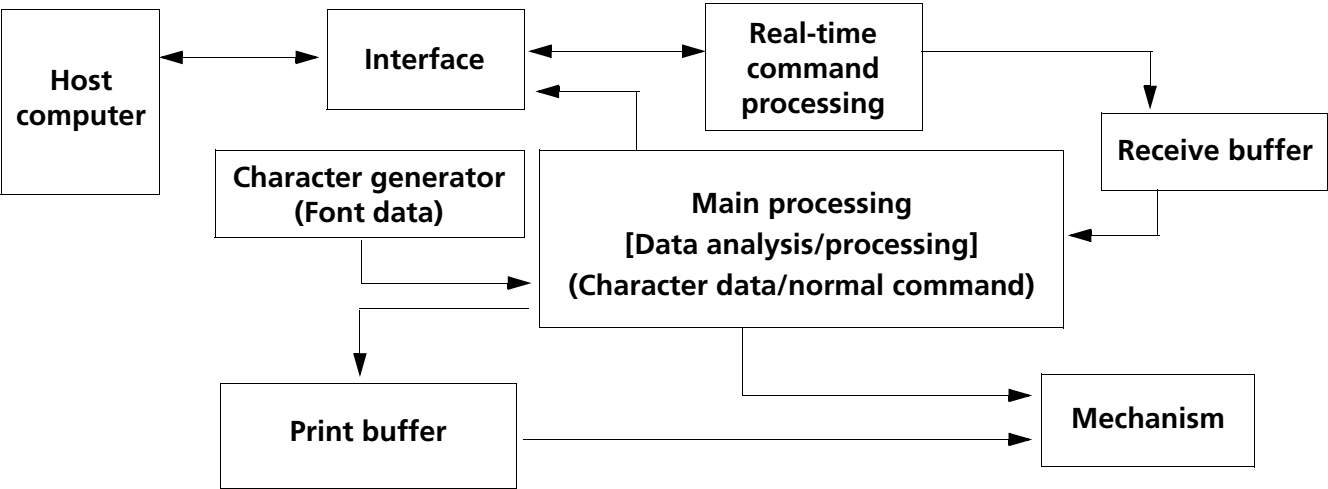 Host
computer
Interface
Real-time
command
processing
Receive buffer
Character generator
(Font data)
Main processing
[Data analysis/processing]
(Character data/normal command)
Print buffer
Mechanism